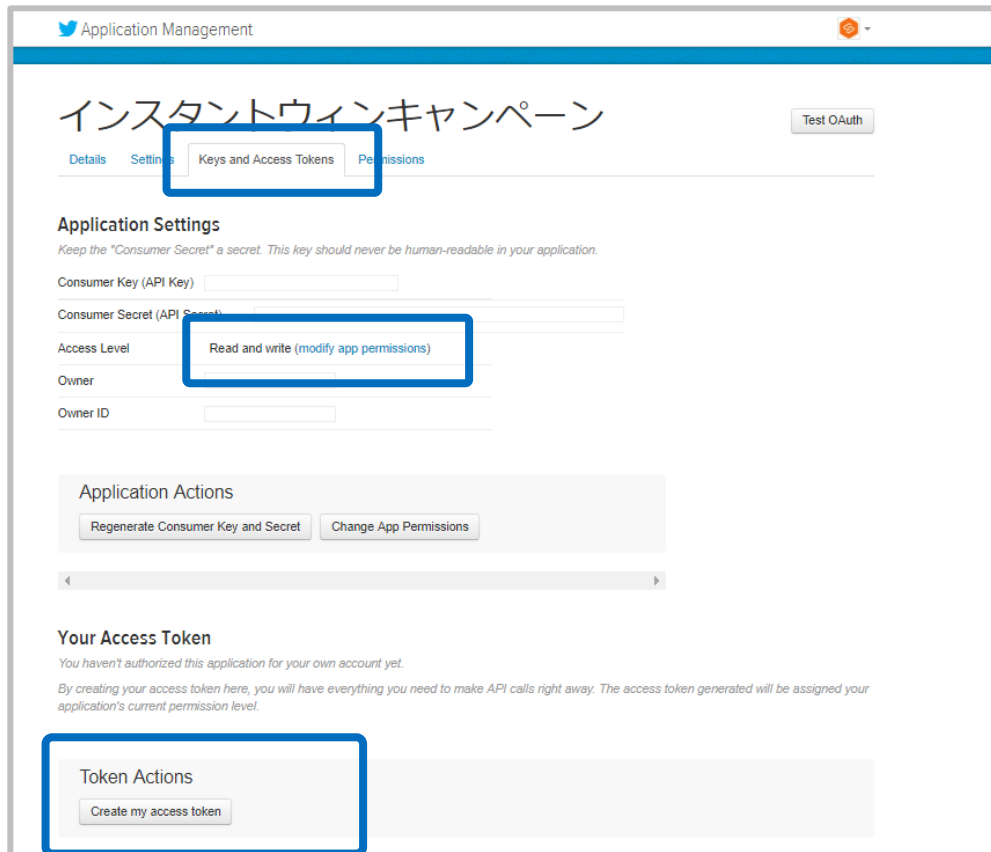 Application Management
インスタントウィンキャンペーン
Test OAuth
Details Settings Keys and Access Tokens Permissions
Application Settings
Keep the "Consumer Secret" a secret. This key should never be human-readable in your application.
Consumer Key (API Key)
Consumer Secret (API Secret)
Access Level Read and write (modify app permissions)
Owner
Owner ID
Application Actions
Regenerate Consumer Key and Secret Change App Permissions
Your Access Token
You haven't authorized this application for your own account yet.
By creating your access token here, you will have everything you need to make API calls right away. The access token generated will be assigned your
application's current permission level.
Token Actions
Create my access token